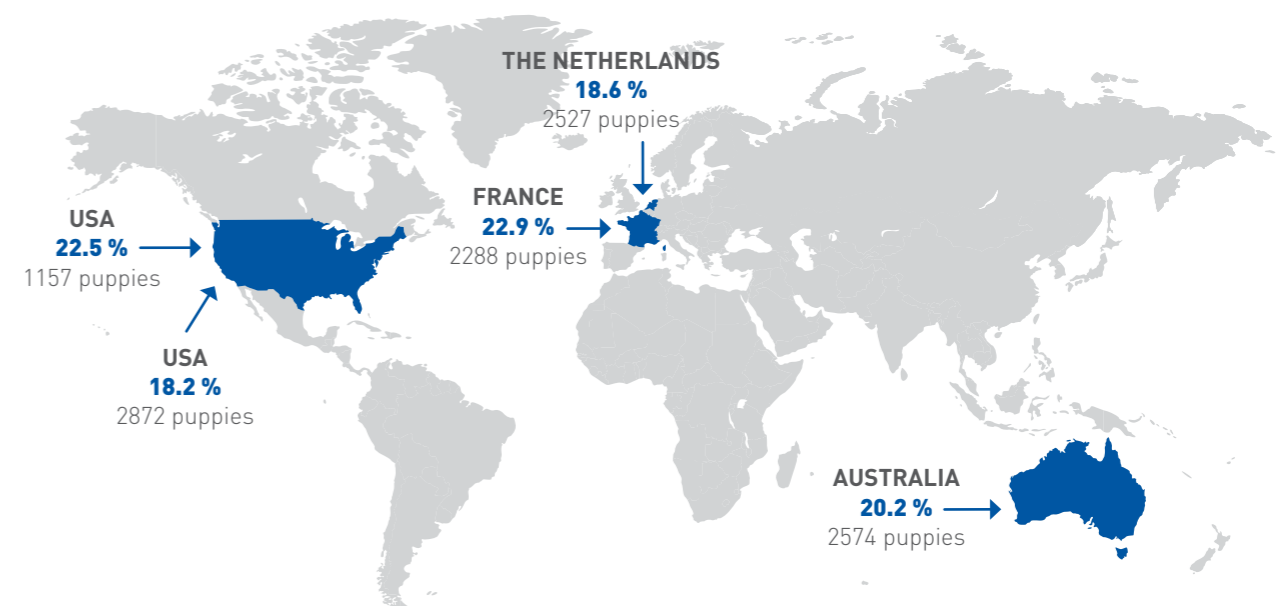 THE NETHERLANDS
18.6 %
2527 puppies
FRANCE
22.9 %
2288 puppies
USA
22.5 %
1157 puppies
USA
18.2 %
2872 puppies
AUSTRALIA
20.2 %
2574 puppies